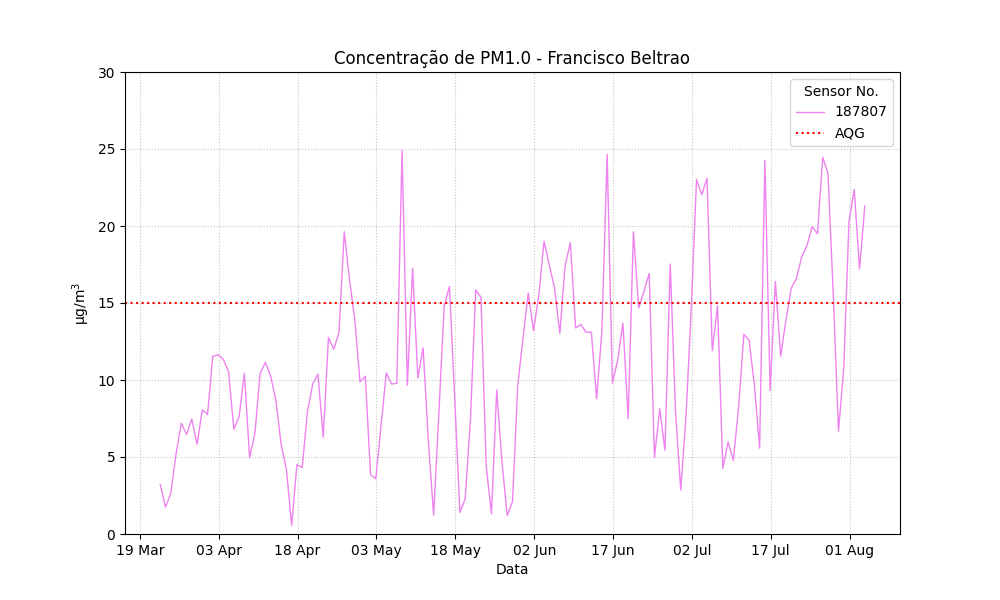 Concentração de PM1.0 - Francisco Beltrao
30
25
20
15
10
5
0
µg/m³
Sensor No.
187807
AQG
19 Mar 03 Apr 18 Apr 03 May 18 May 02 Jun 17 Jun 02 Jul 17 Jul 01 Aug
Data